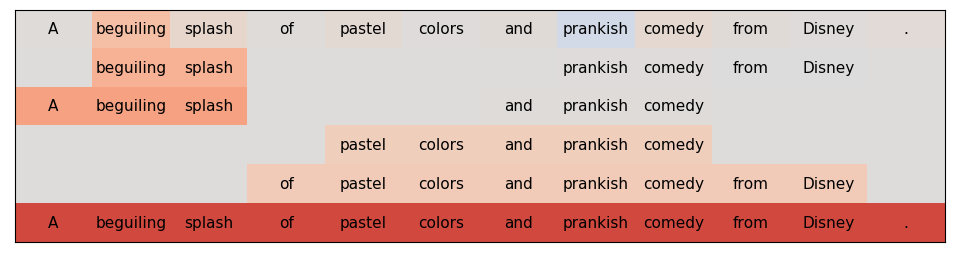 A beguiling splash of pastel colors and prankish comedy from Disney .
beguiling splash prankish comedy from Disney
A beguiling splash and prankish comedy
pastel colors and prankish comedy
of pastel colors and prankish comedy from Disney
A beguiling splash of pastel colors and prankish comedy from Disney .